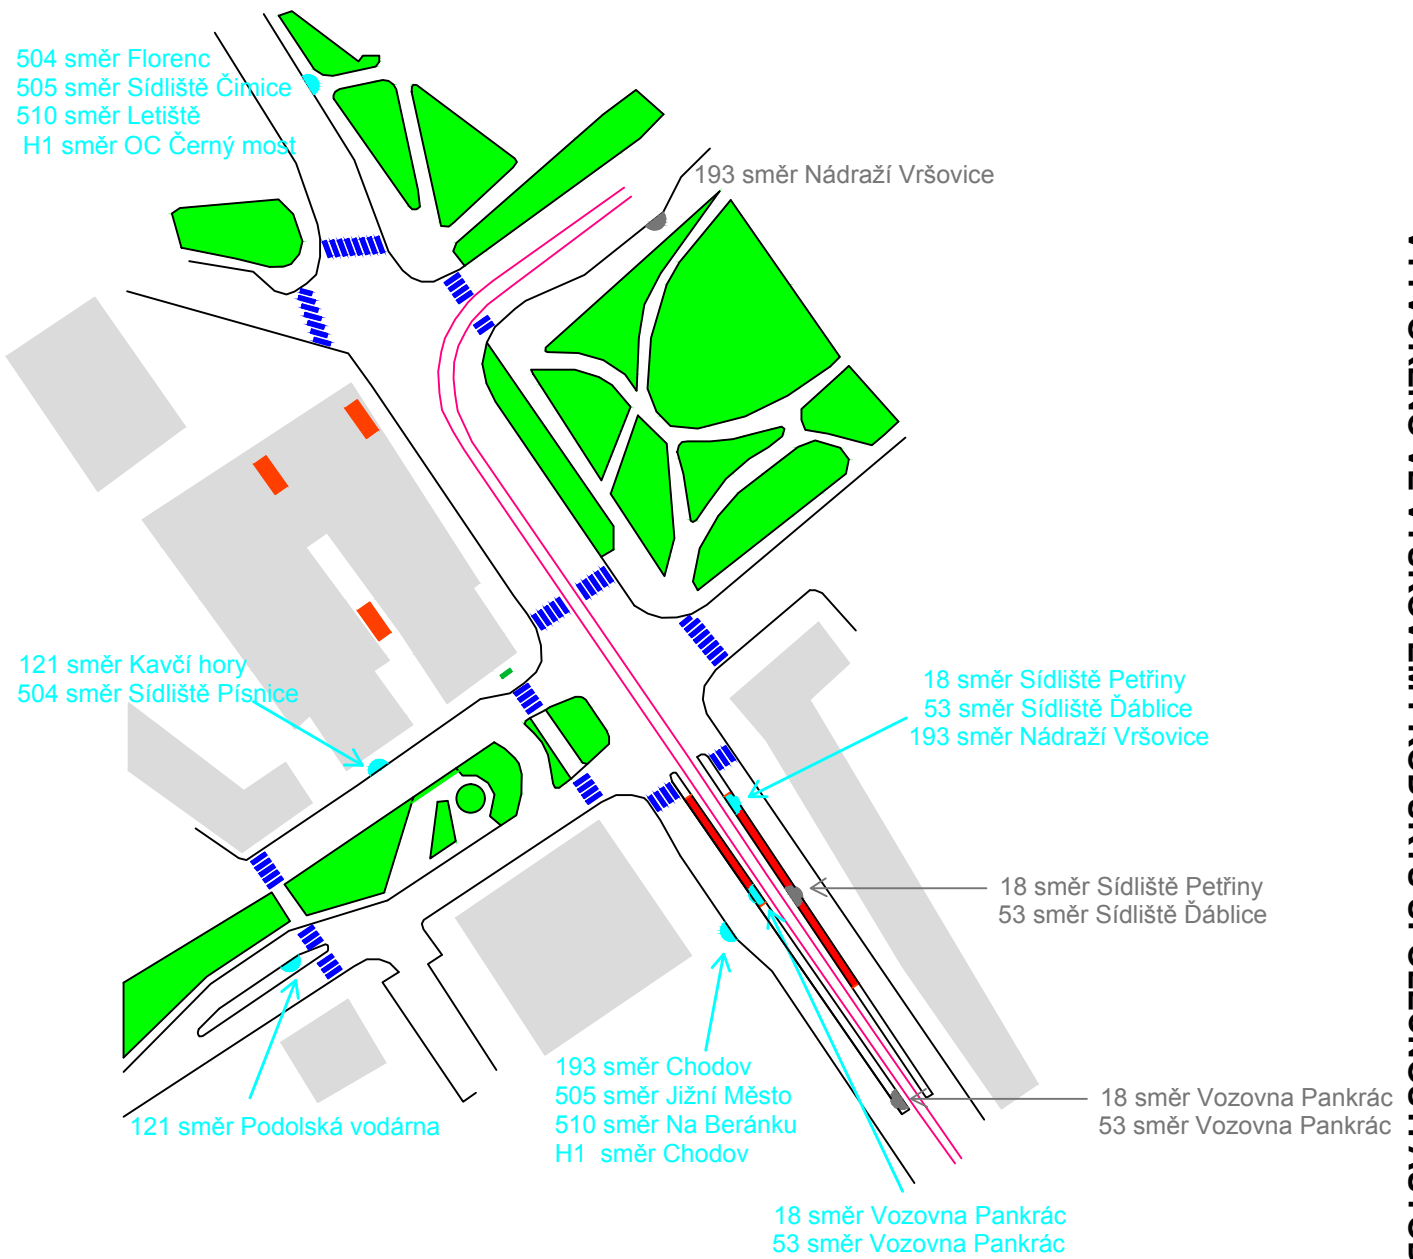 504 směr Florenc
505 směr Sídliště Čimice
510 směr Letiště
H1 směr OC Černý most
193 směr Nádraží Vršovice
121 směr Kavčí hory
504 směr Sídliště Písnice
18 směr Sídliště Petřiny
53 směr Sídliště Ďáblice
193 směr Nádraží Vršovice
18 směr Sídliště Petřiny
53 směr Sídliště Ďáblice
193 směr Chodov
505 směr Jižní Město
510 směr Na Beránku
H1 směr Chodov
121 směr Podolská vodárna
18 směr Vozovna Pankrác
53 směr Vozovna Pankrác
18 směr Vozovna Pankrác
53 směr Vozovna Pankrác